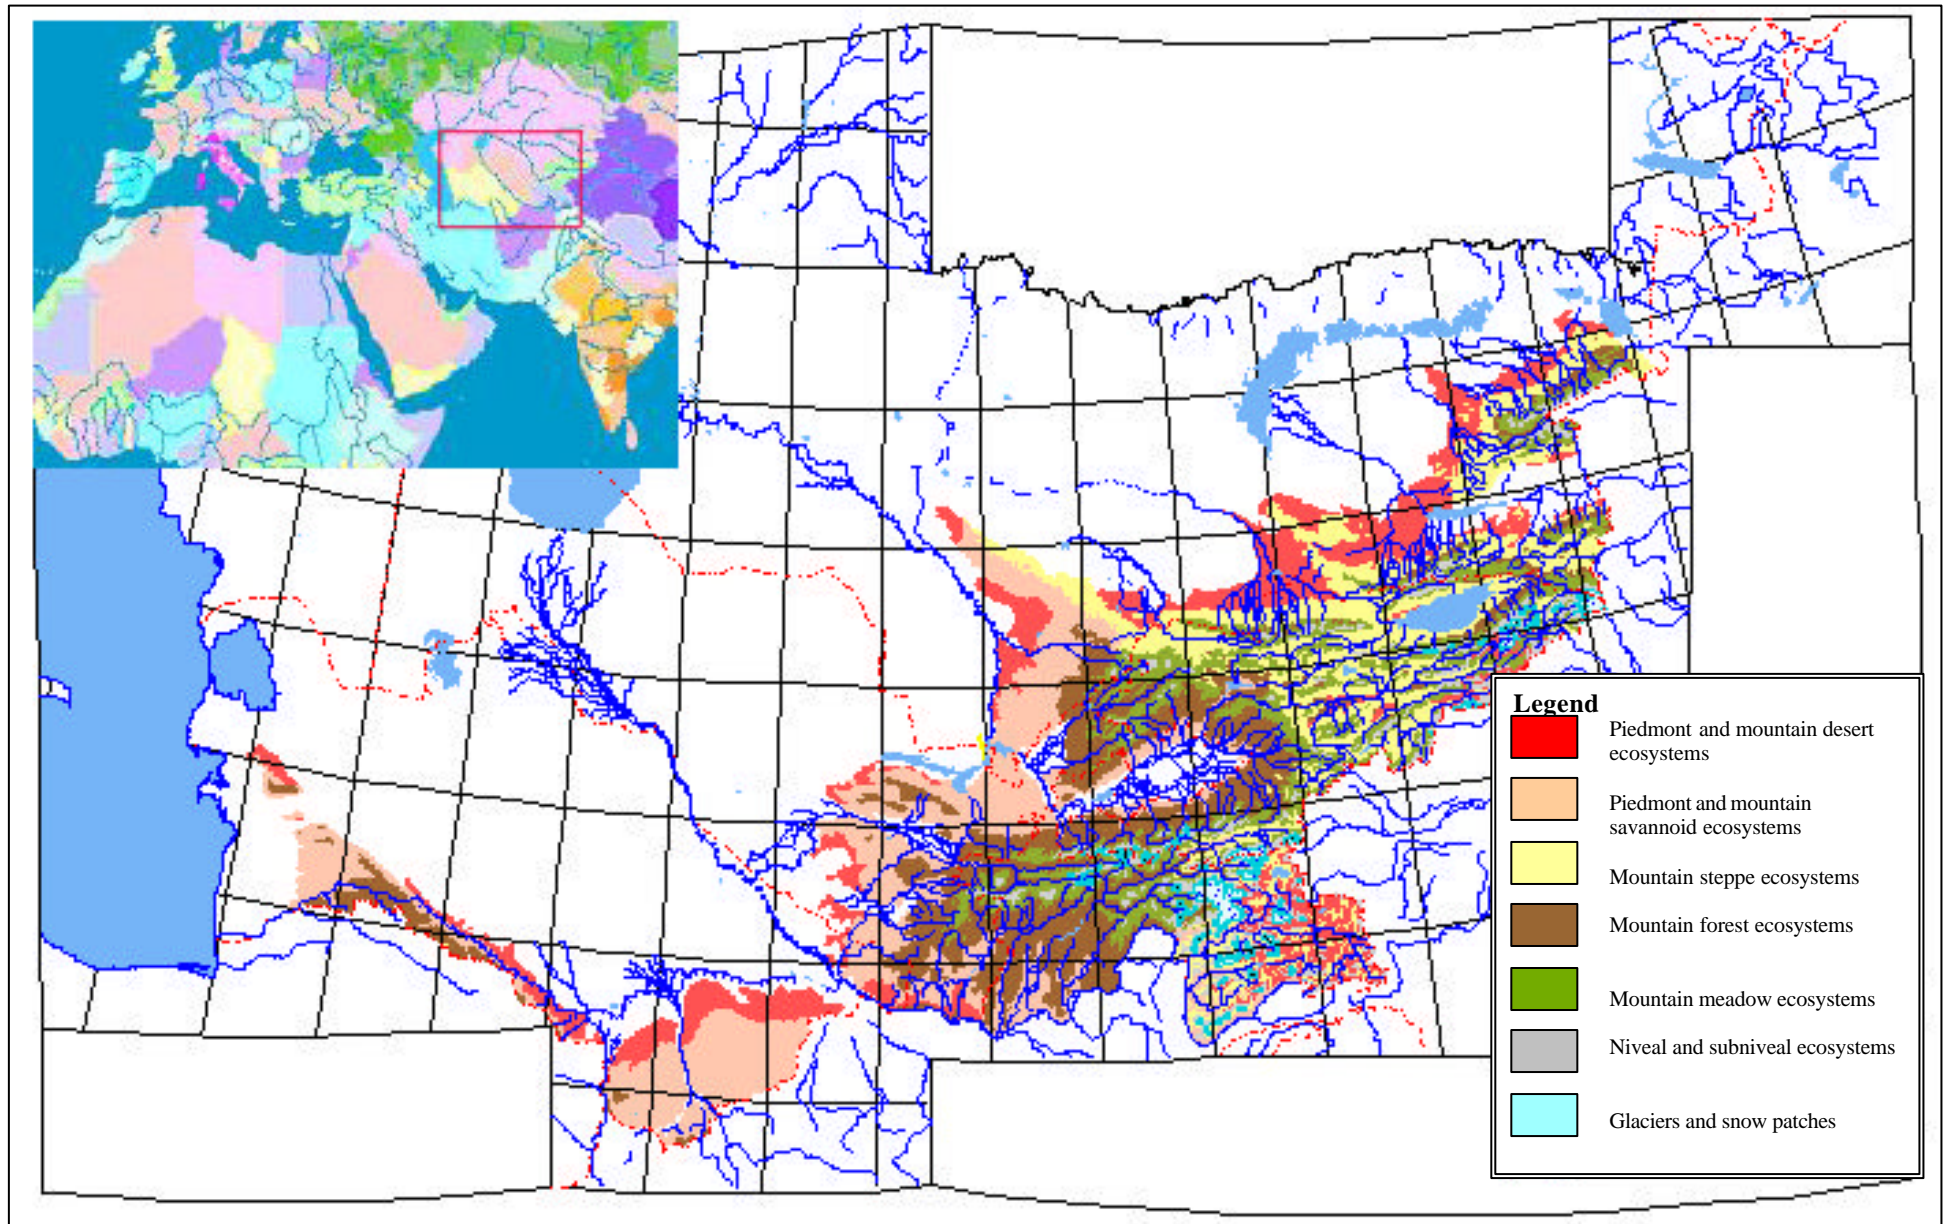 Legend
Piedmont and mountain desert
ecosystems
Piedmont and mountain
savannoid ecosystems
Mountain steppe ecosystems
Mountain forest ecosystems
Mountain meadow ecosystems
Niveal and subniveal ecosystems
Glaciers and snow patches